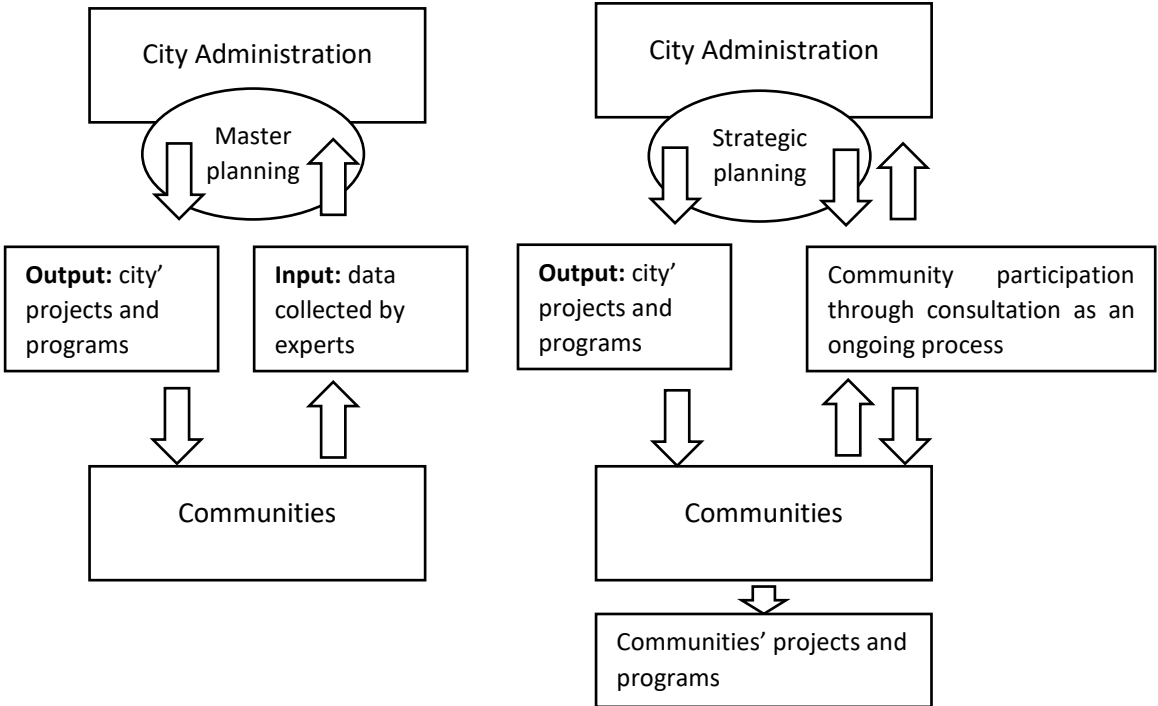 City Administration
Master
planning
Output: city’
projects and
programs
Input: data
collected by
experts
Communities
City Administration
Strategic
planning
Output: city’
projects and
programs
Community participation
through consultation as an
ongoing process
Communities
Communities’ projects and
programs